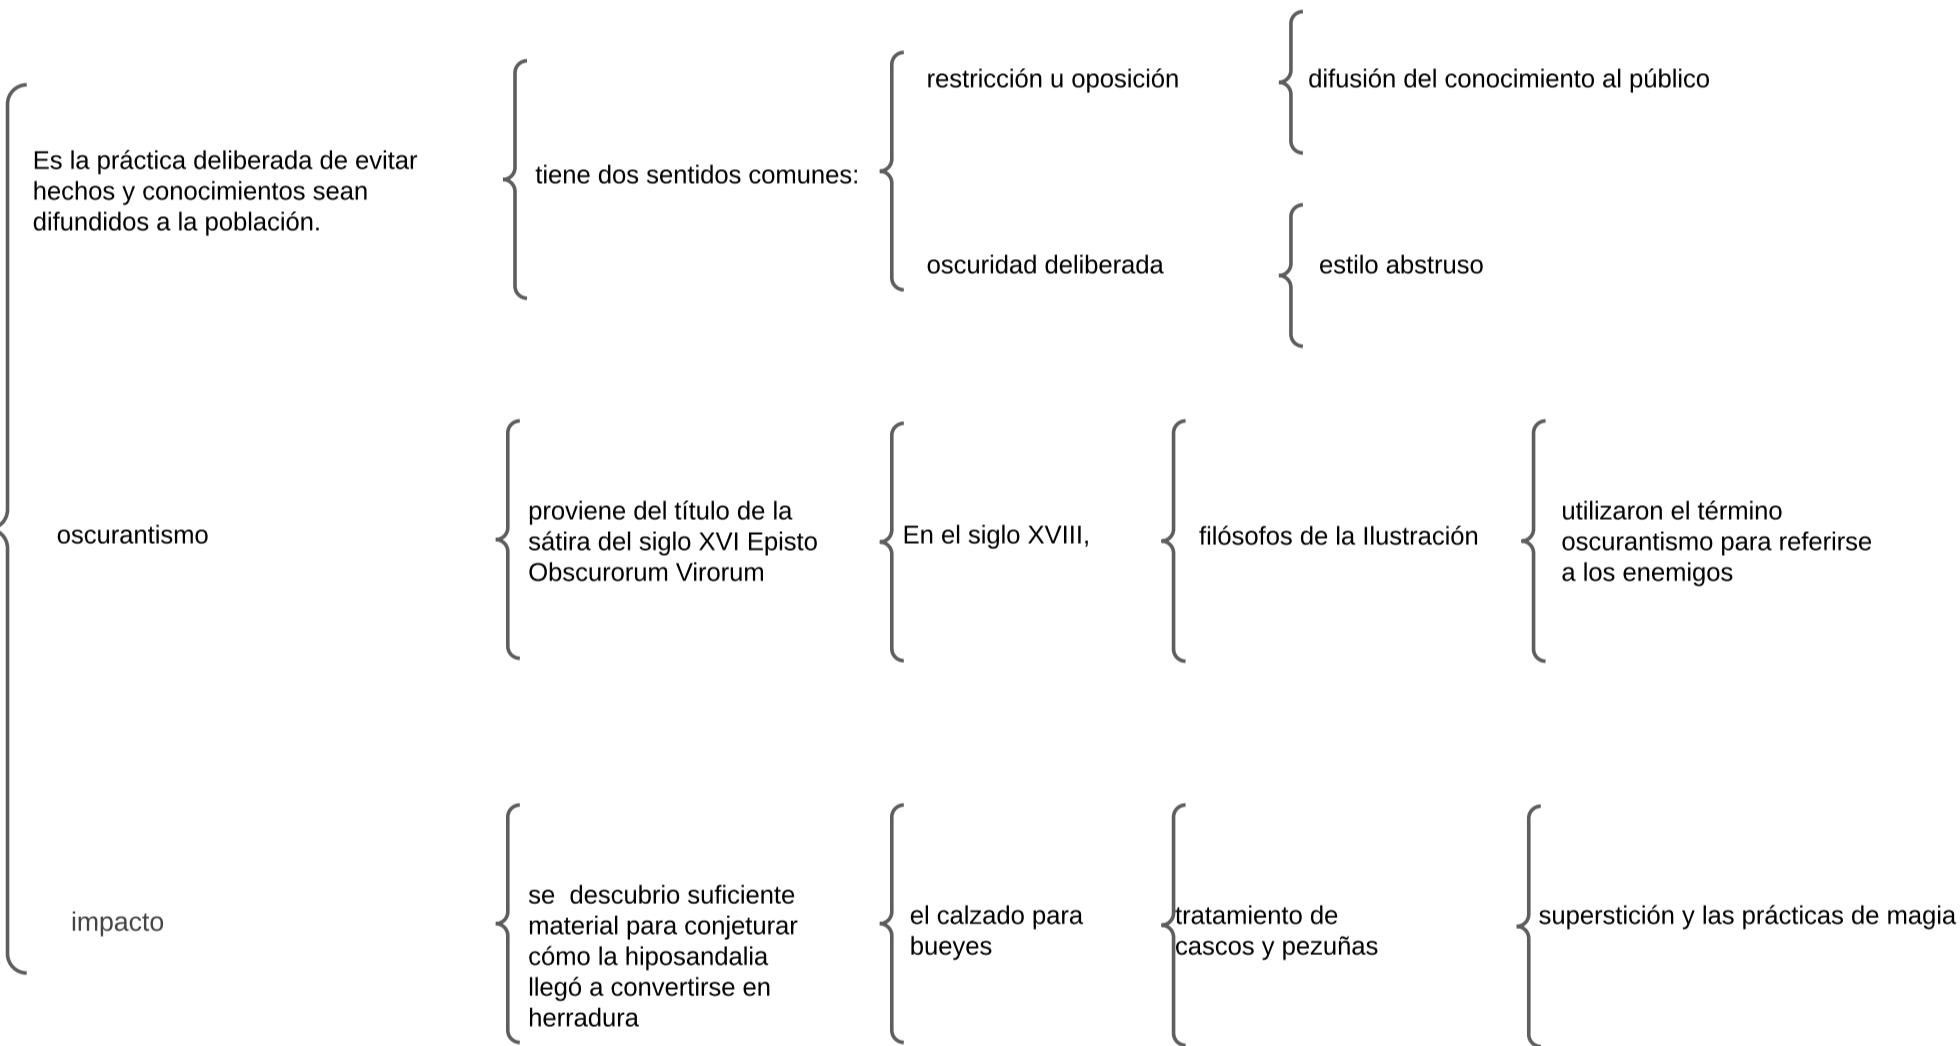 restricción u oposición
difusión del conocimiento al público
Es la práctica deliberada de evitar
hechos y conocimientos sean
difundidos a la población.
tiene dos sentidos comunes:
oscuridad deliberada
estilo abstruso
oscurantismo
proviene del título de la
sátira del siglo XVI Episto
Obscurorum Virorum
En el siglo XVIII,
filósofos de la Ilustración
utilizaron el término
oscurantismo para referirse
a los enemigos
impacto
se  descubrio suficiente
material para conjeturar
cómo la hiposandalia
llegó a convertirse en
herradura
el calzado para
bueyes
tratamiento de
cascos y pezuñas
superstición y las prácticas de magia